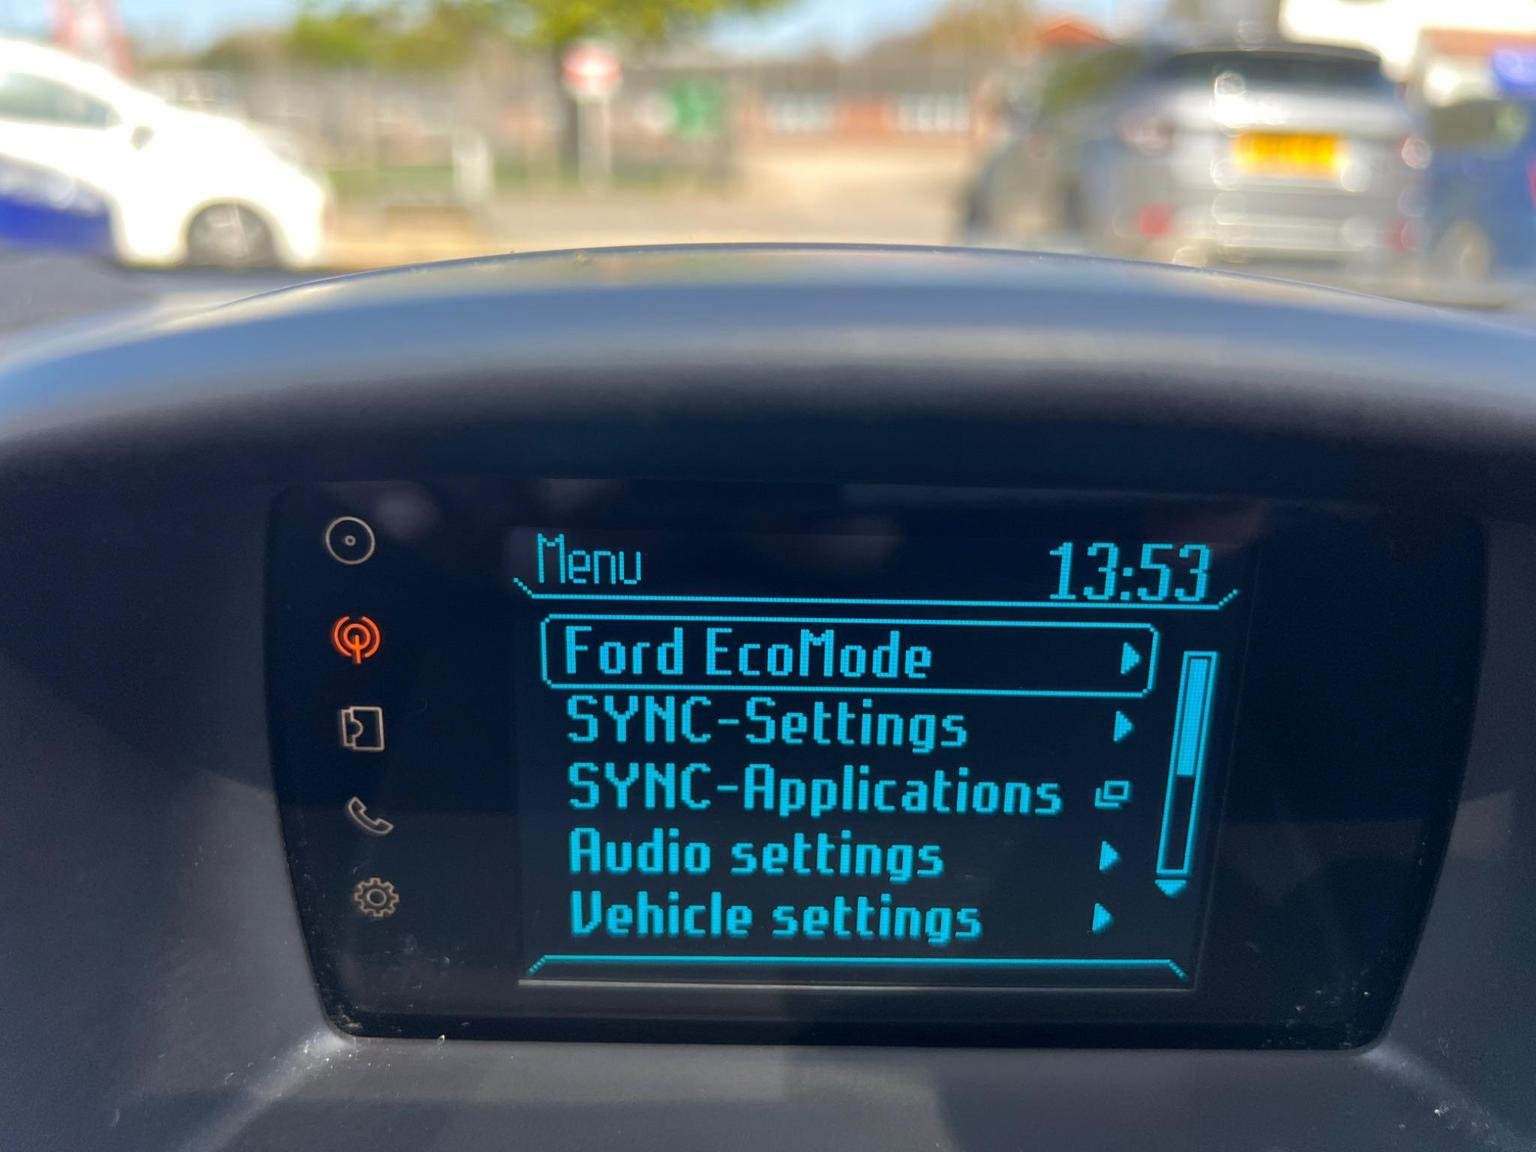 Menu 13:53
Ford EcoMode
SYNC-Settings
SYNC-Applications
Audio settings
Vehicle settings